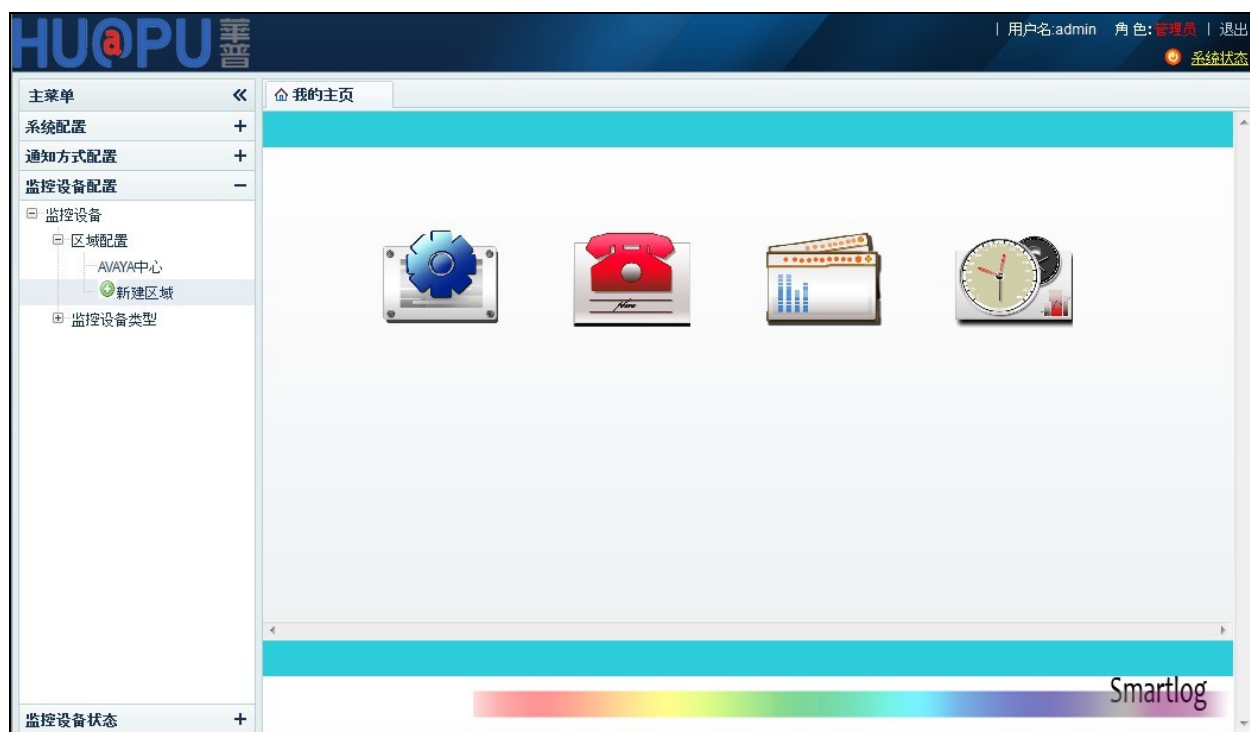 HU@PU 華普
| 用户名:admin 角色:管理员 | 退出
系统状态
主菜单
我的主页
系统配置
通知方式配置
监控设备配置
监控设备
区域配置
AVAYA中心
新建区域
监控设备类型
Smartlog
监控设备状态